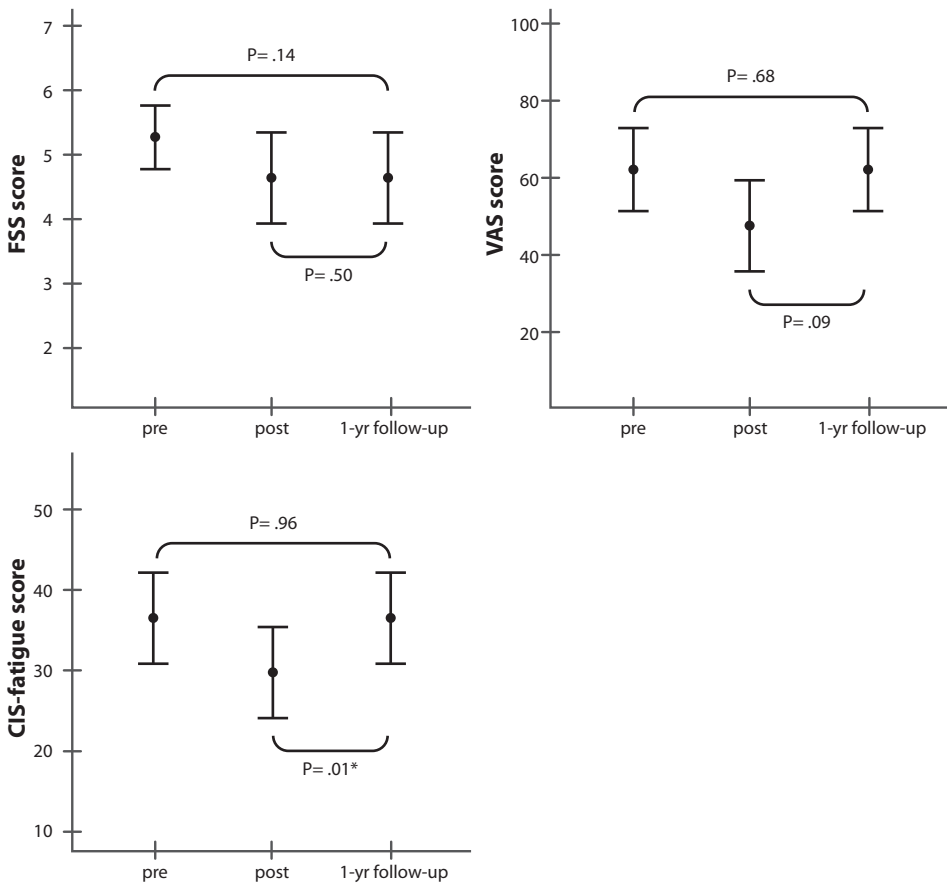 FSS score
7
6
5
4
3
2
P= .14
P= .50
pre
post
1-yr follow-up
VAS score
100
80
60
40
20
P= .68
P= .09
pre
post
1-yr follow-up
CIS-fatigue score
50
40
30
20
10
P= .96
P= .01*
pre
post
1-yr follow-up